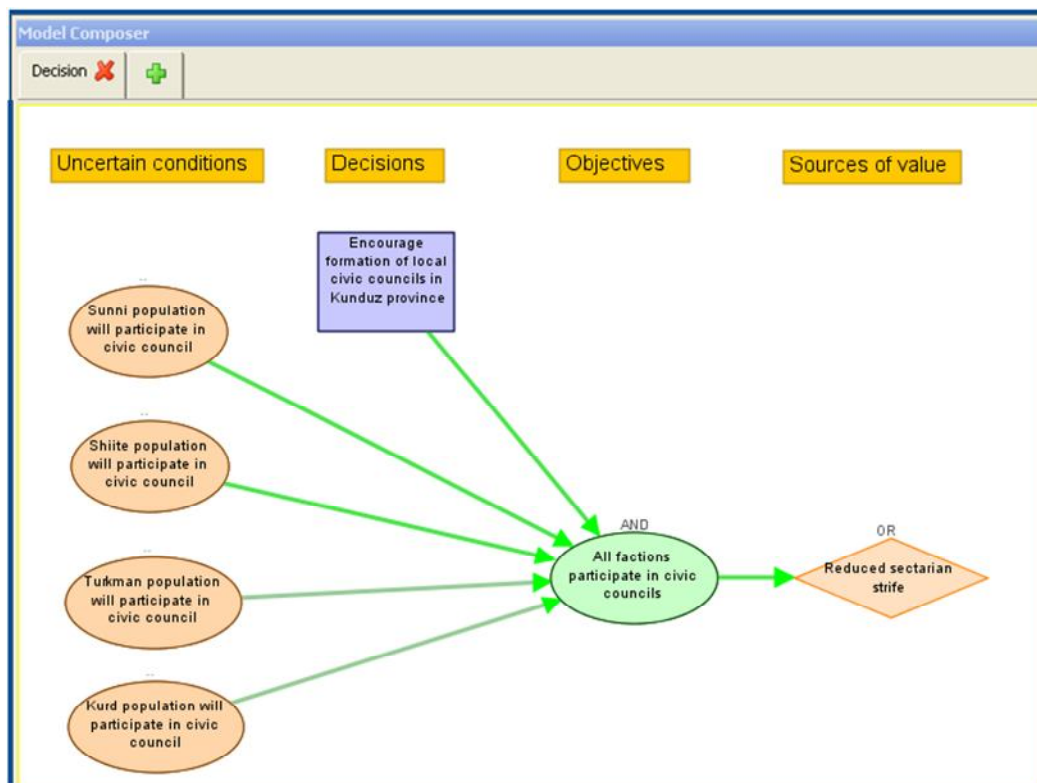 Model Composer
Decision
Uncertain conditions
Decisions
Objectives
Sources of value
Encourage
formation of local
civic councils in
Kunduz province
--
Sunni population
will participate in
civic council
--
Shiite population
will participate in
civic council
AND
All factions
participate in civic
councils
OR
Reduced sectarian
strife
--
Turkman population
will participate in
civic council
--
Kurd population will
participate in civic
council